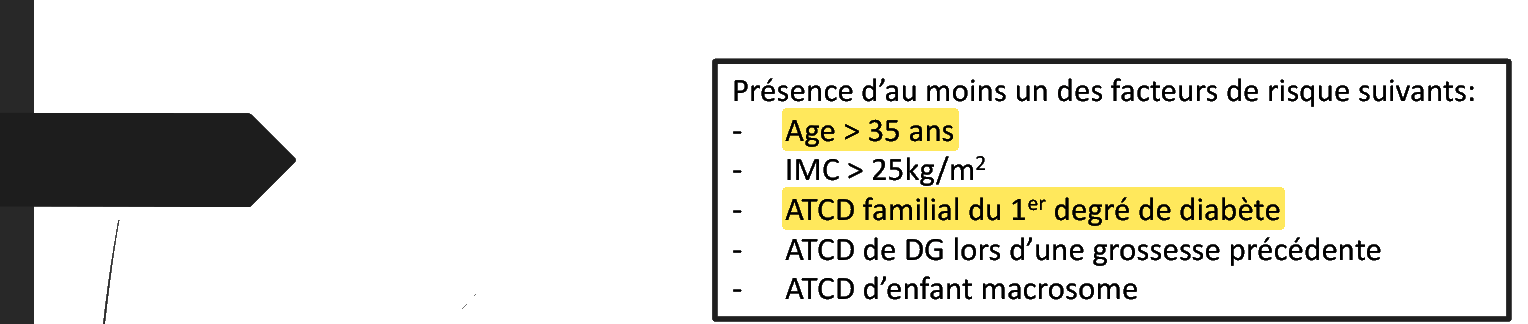 Présence d'au moins un des facteurs de risque suivants:
- Age > 35 ans
- IMC > 25kg/m²
- ATCD familial du 1er degré de diabète
- ATCD de DG lors d'une grossesse précédente
- ATCD d'enfant macrosome